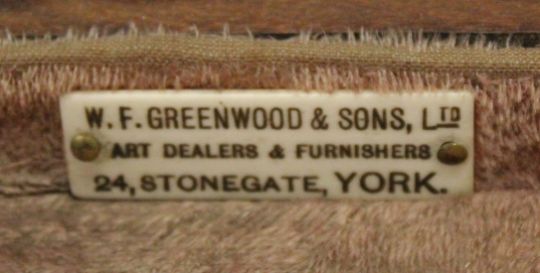 W. F. GREENWOOD & SONS, LTD
ART DEALERS & FURNISHERS
24, STONEGATE, YORK.